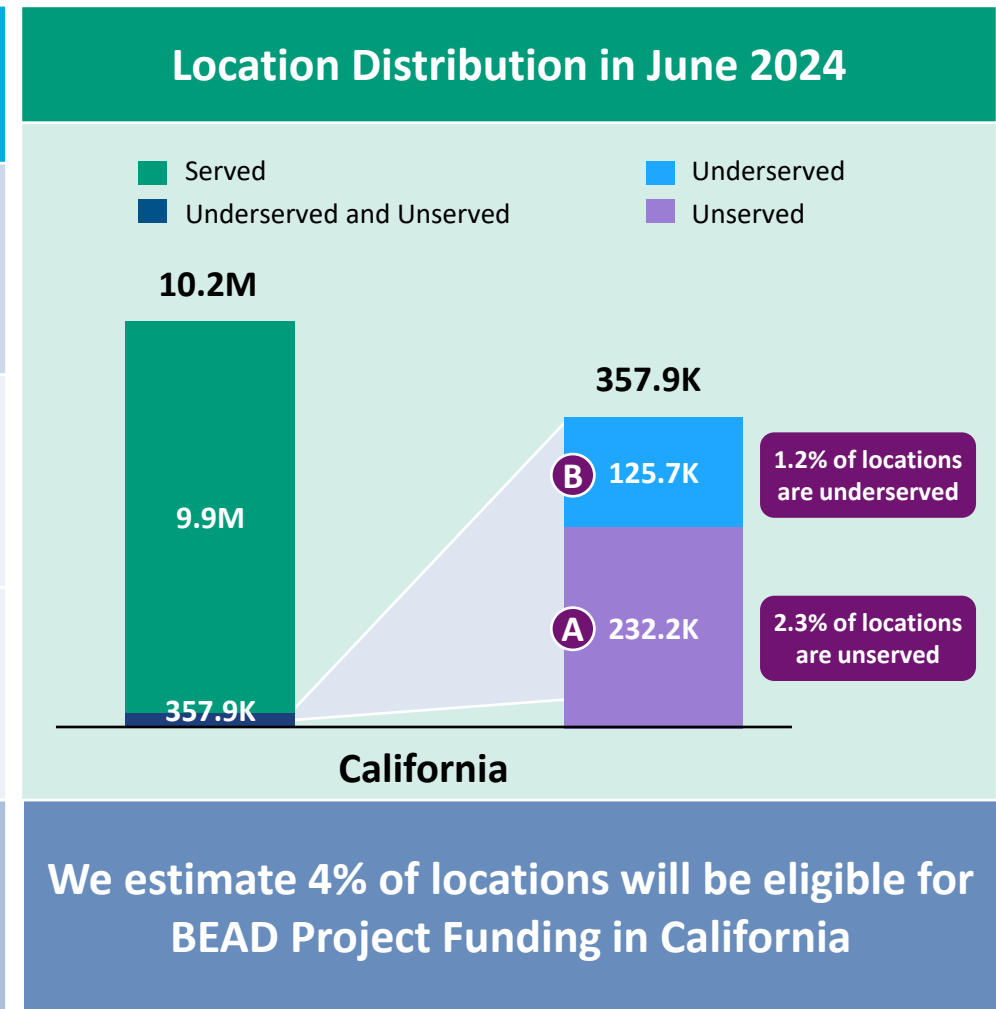 Location Distribution in June 2024
Served
Underserved
Underserved and Unserved
Unserved
10.2M
9.9M
357.9K
357.9K
B
125.7K
1.2% of locations
are underserved
A
232.2K
2.3% of locations
are unserved
California
We estimate 4% of locations will be eligible for
BEAD Project Funding in California